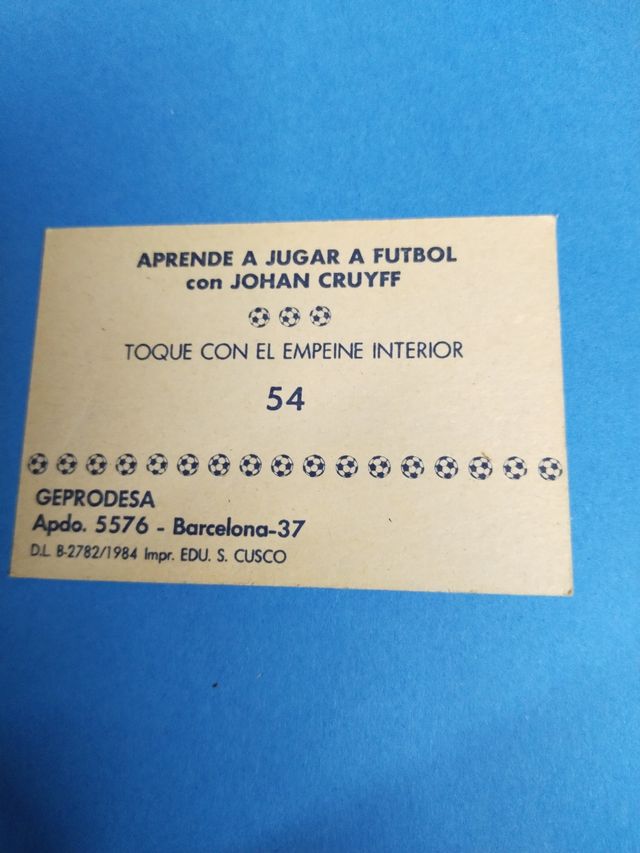 APRENDE A JUGAR A FUTBOL
con JOHAN CRUYFF
TOQUE CON EL EMPEINE INTERIOR
54
GEPRODESA
Apdo. 5576 - Barcelona-37
D.L. B-2782/1984 Impr. EDU. S. CUSCO